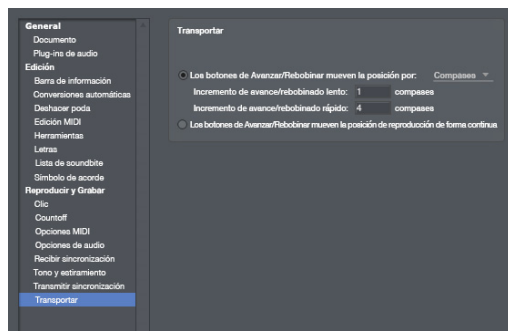 General
Documento
Plug-ins de audio
Edición
Barra de información
Conversiones automáticas
Deshacer poda
Edición MIDI
Herramientas
Letras
Lista de soundbite
Símbolo de acorde
Reproducir y Grabar
Clic
Countoff
Opciones MIDI
Opciones de audio
Recibir sincronización
Tono y estiramiento
Transmitir sincronización
Transportar
Transportar
Los botones de Avanzar/Rebobinar mueven la posición por: Compases
Incremento de avance/rebobinado lento: 1 compases
Incremento de avance/rebobinado rápido: 4 compases
Los botones de Avanzar/Rebobinar mueven la posición de reproducción de forma continua